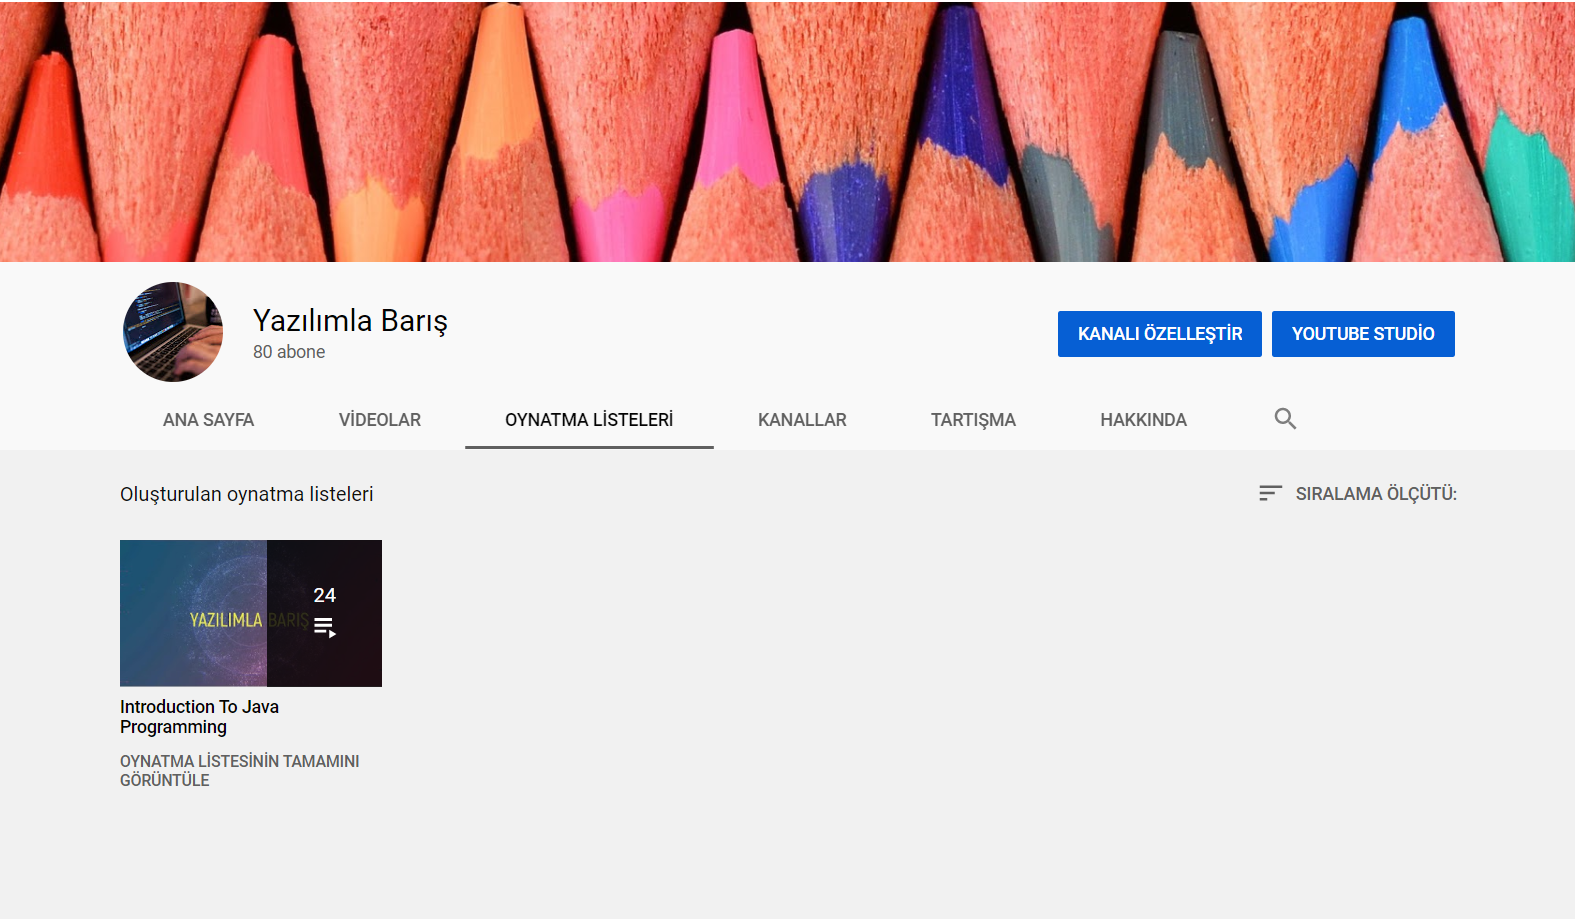 Yazılımla Barış
80 abone
KANALI ÖZELLEŞTİR
YOUTUBE STUDİO
ANA SAYFA
VİDEOLAR
OYNATMA LİSTELERİ
KANALLAR
TARTIŞMA
HAKKINDA
Oluşturulan oynatma listeleri
SIRALAMA ÖLÇÜTÜ:
24
YAZILIMLA BARIŞ
Introduction To Java
Programming
OYNATMA LİSTESİNİN TAMAMINI
GÖRÜNTÜLE